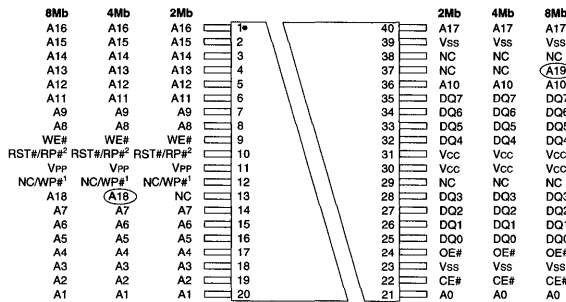 8Mb 4Mb 2Mb 2Mb 4Mb 8Mb
A16 A16 A16 1 40 A17 A17 A17
A15 A15 A15 2 39 Vss Vss Vss
A14 A14 A14 3 38 NC NC NC
A13 A13 A13 4 37 NC NC A19
A12 A12 A12 5 36 A10 A10 A10
A11 A11 A11 6 35 DQ7 DQ7 DQ7
A9 A9 A9 7 34 DQ6 DQ6 DQ6
A8 A8 A8 8 33 DQ5 DQ5 DQ5
WE# WE# WE# 9 32 DQ4 DQ4 DQ4
RST#/RP#2 RST#/RP#2 RST#/RP#2 10 31 Vcc Vcc Vcc
VPP VPP VPP 11 30 Vcc Vcc Vcc
NC/WP#1 NC/WP#1 NC/WP#1 12 29 NC NC NC
A18 A18 NC 13 28 DQ3 DQ3 DQ3
A7 A7 A7 14 27 DQ2 DQ2 DQ2
A6 A6 A6 15 26 DQ1 DQ1 DQ1
A5 A5 A5 16 25 DQ0 DQ0 DQ0
A4 A4 A4 17 24 OE# OE# OE#
A3 A3 A3 18 23 Vss Vss Vss
A2 A2 A2 19 22 CE# CE# CE#
A1 A1 A1 20 21 A0 A0 A0